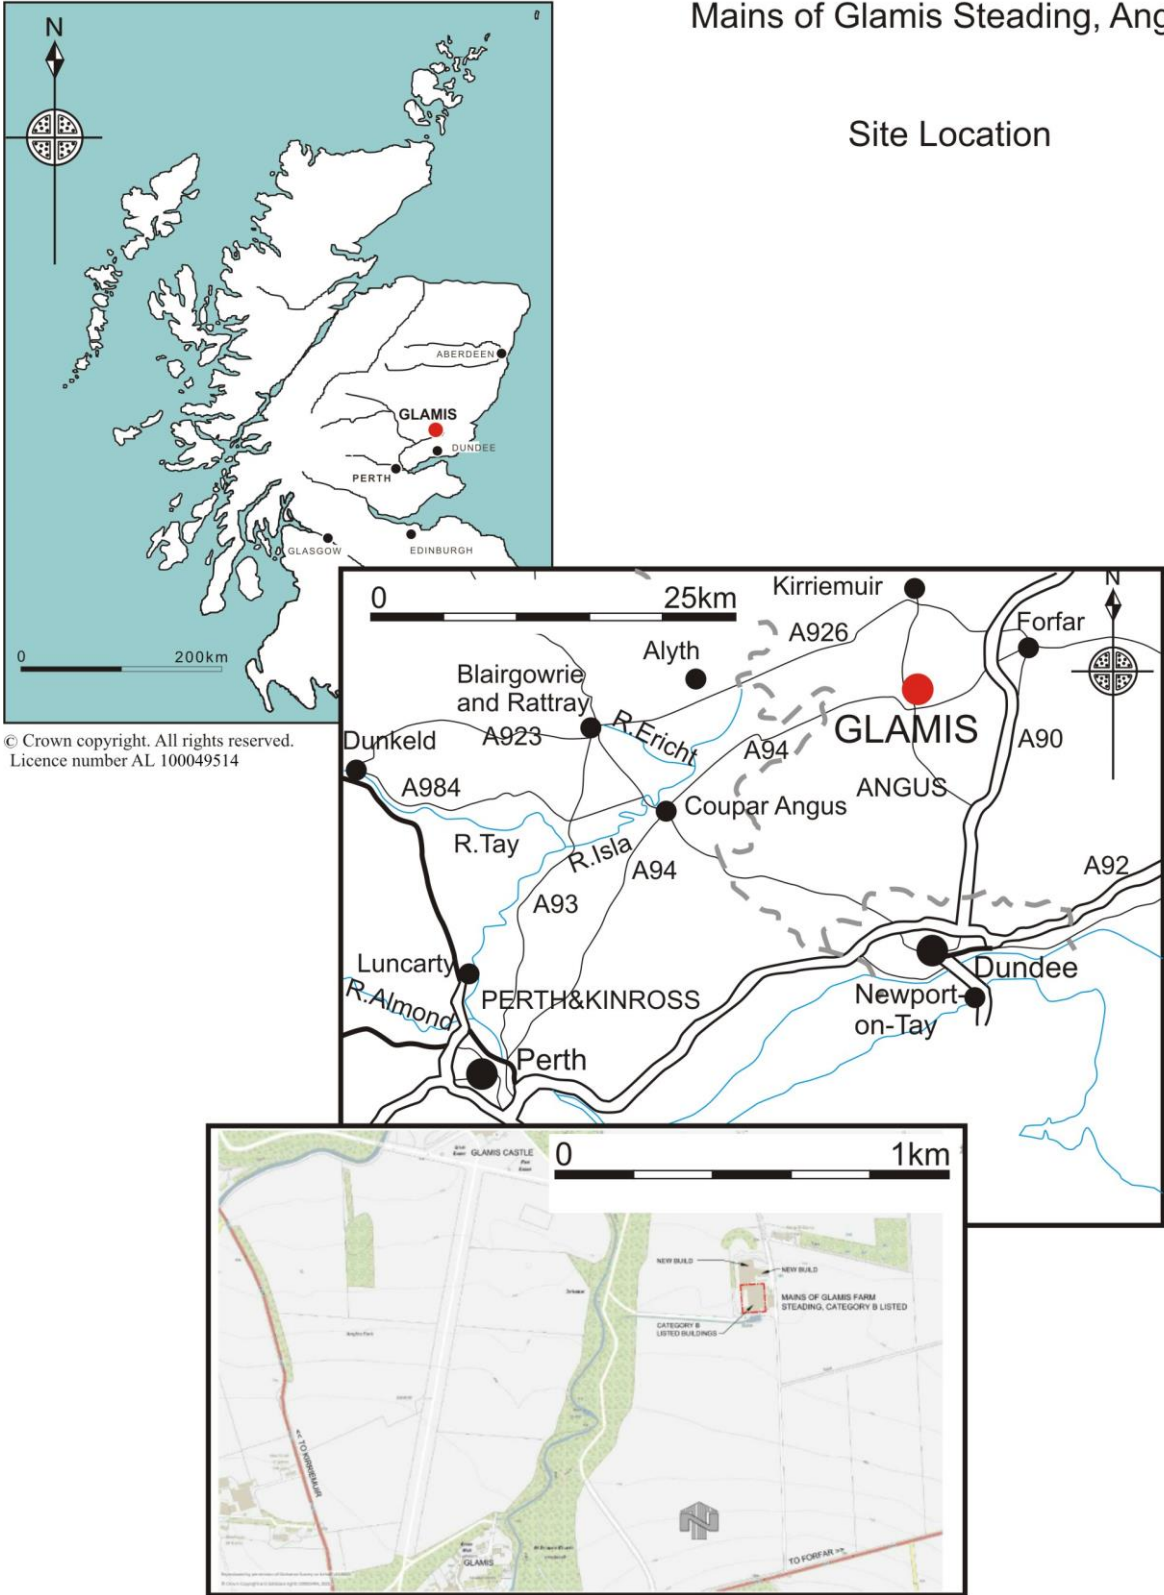 Mains of Glamis Steading, Ang
Site Location
N
ABERDEEN
GLAMIS
DUNDEE
PERTH
GLASGOW
EDINBURGH
0 200km
© Crown copyright. All rights reserved.
Licence number AL 100049514
0 25km
N
Kirriemuir
A926
Forfar
Alyth
Blairgowrie
and Rattray
R.Ericht
GLAMIS
Dunkeld
A923
A94
A90
A984
ANGUS
Coupar Angus
R.Tay
R.Isla
A94
A92
A93
Luncarty
Dundee
R.Almond
PERTH&KINROSS
Newport-
on-Tay
Perth
0 1km
GLAMIS CASTLE
NEW BUILD
NEW BUILD
MAINS OF GLAMIS FARM
STEADING, CATEGORY B LISTED
CATEGORY B
LISTED BUILDINGS
<< TO KIRRIEMUIR
GLAMIS
TO FORFAR >>